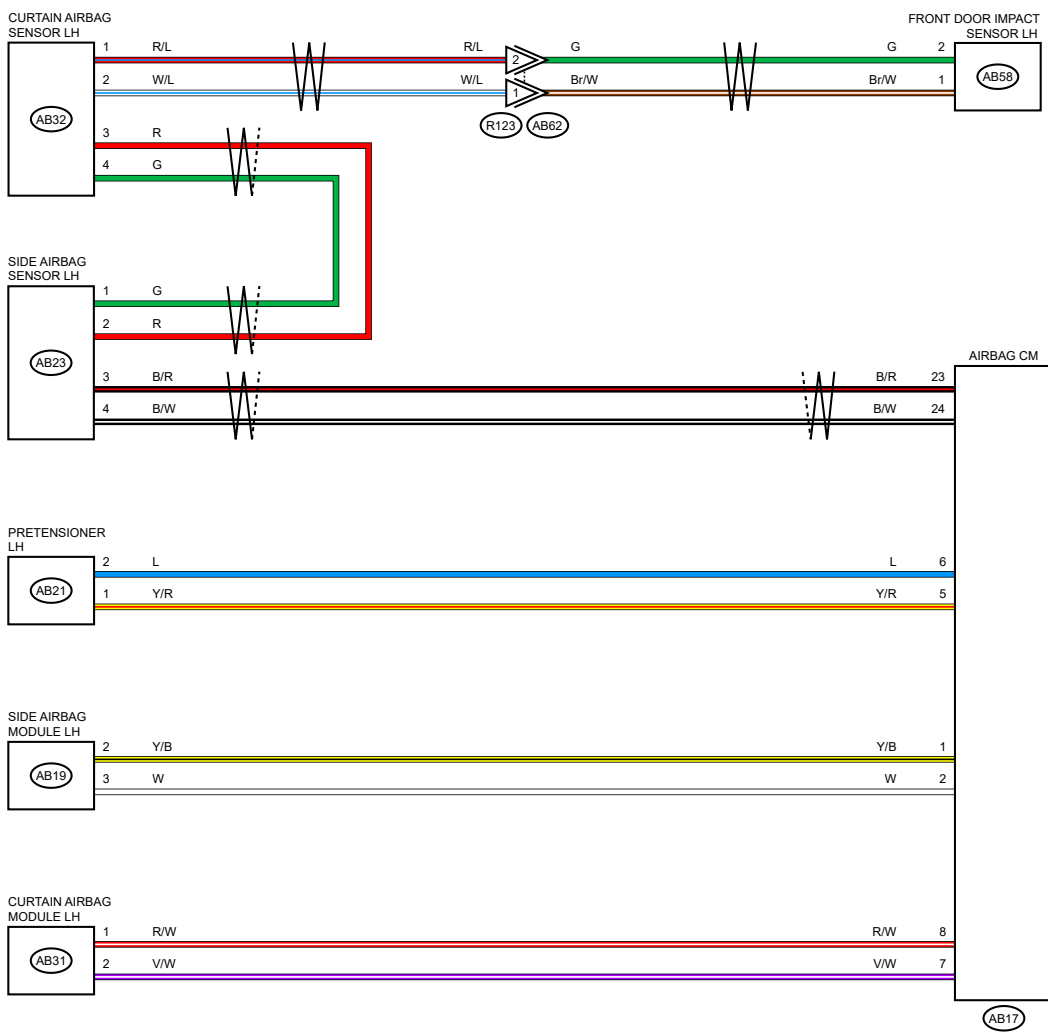 CURTAIN AIRBAG
SENSOR LH
FRONT DOOR IMPACT
SENSOR LH
1 R/L R/L 2 G G 2
2 W/L W/L 1 Br/W Br/W 1
AB32
AB58
R123 AB62
3 R
4 G
SIDE AIRBAG
SENSOR LH
1 G
2 R
AB23
AIRBAG CM
3 B/R B/R 23
4 B/W B/W 24
PRETENSIONER
LH
2 L L 6
AB21
1 Y/R Y/R 5
SIDE AIRBAG
MODULE LH
2 Y/B Y/B 1
AB19
3 W W 2
CURTAIN AIRBAG
MODULE LH
1 R/W R/W 8
AB31
2 V/W V/W 7
AB17